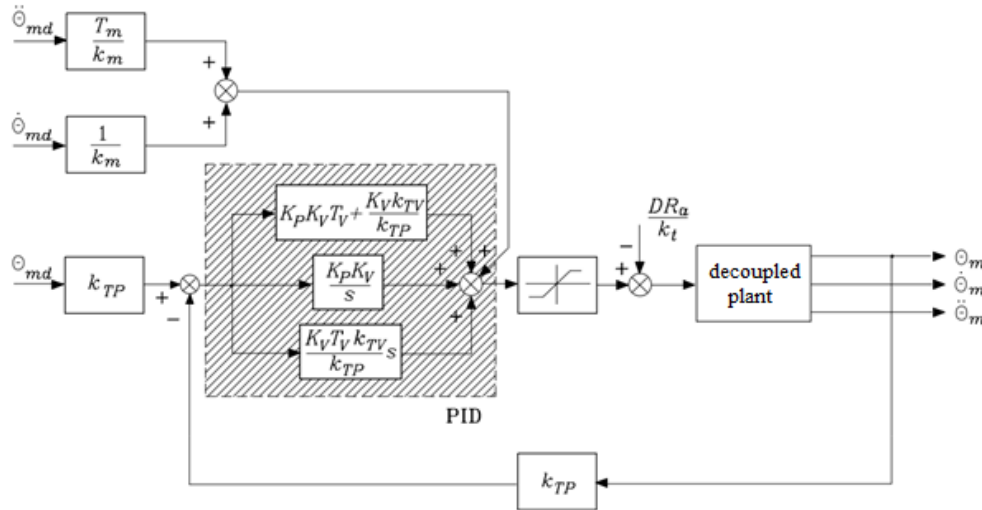 Θ̈md
Tm
km
+
+
Θ̇md
1
km
KPKVTV + KVkTV
kTP
DRa
kt
−
+
+
+
+
Θmd
kTP
+
−
KPKV
s
+
decoupled
plant
Θm
Θ̇m
Θ̈m
KVTVkTV s
kTP
PID
kTP